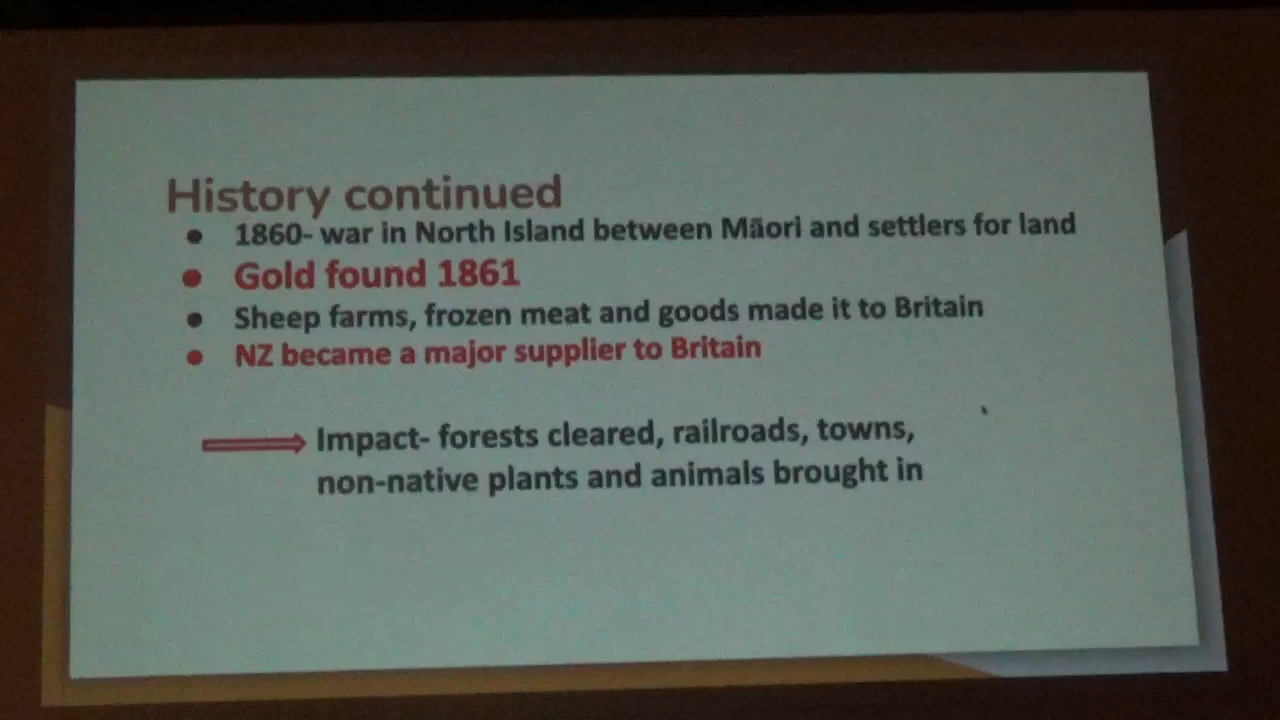 History continued
● 1860- war in North Island between Māori and settlers for land
● Gold found 1861
● Sheep farms, frozen meat and goods made it to Britain
● NZ became a major supplier to Britain
Impact- forests cleared, railroads, towns,
non-native plants and animals brought in